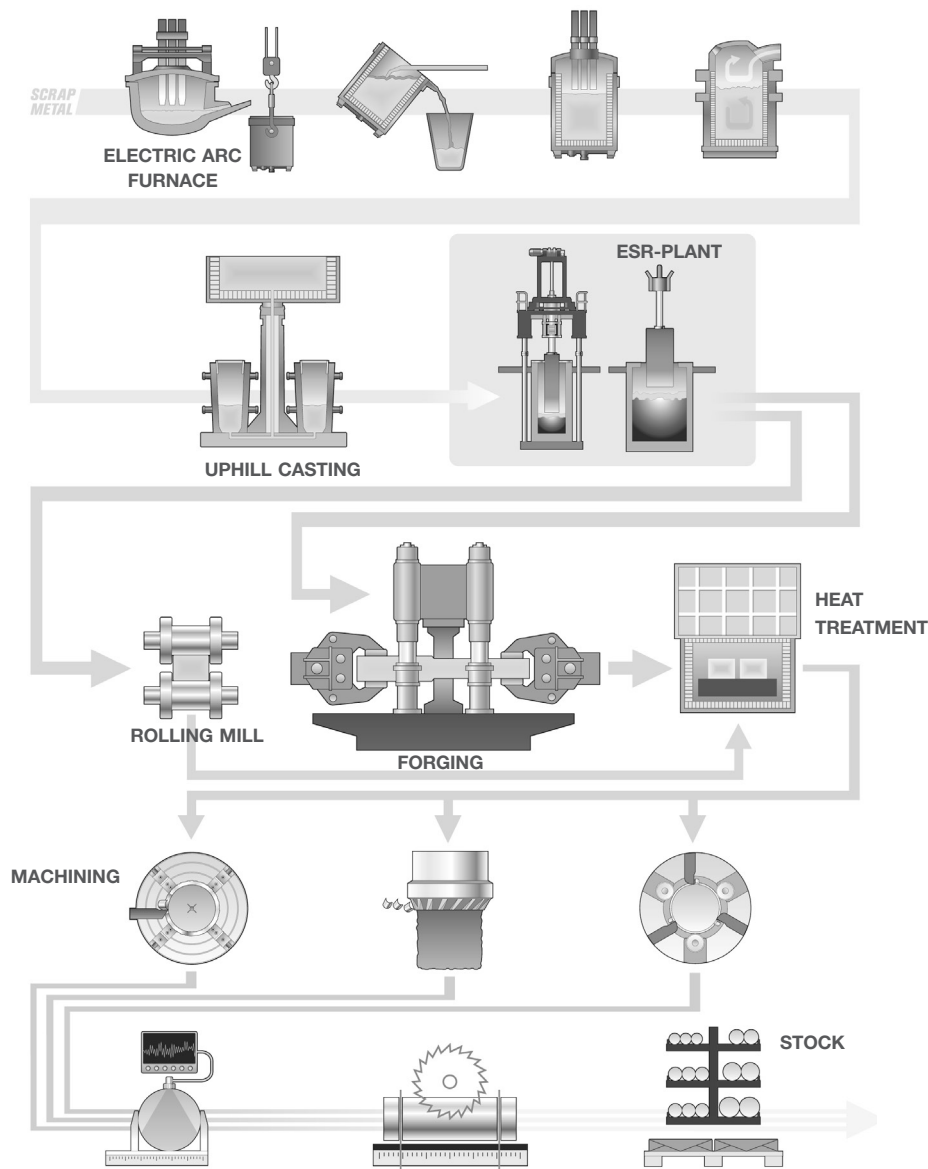 SCRAP
METAL
ELECTRIC ARC
FURNACE
ESR-PLANT
UPHILL CASTING
HEAT
TREATMENT
ROLLING MILL
FORGING
MACHINING
STOCK